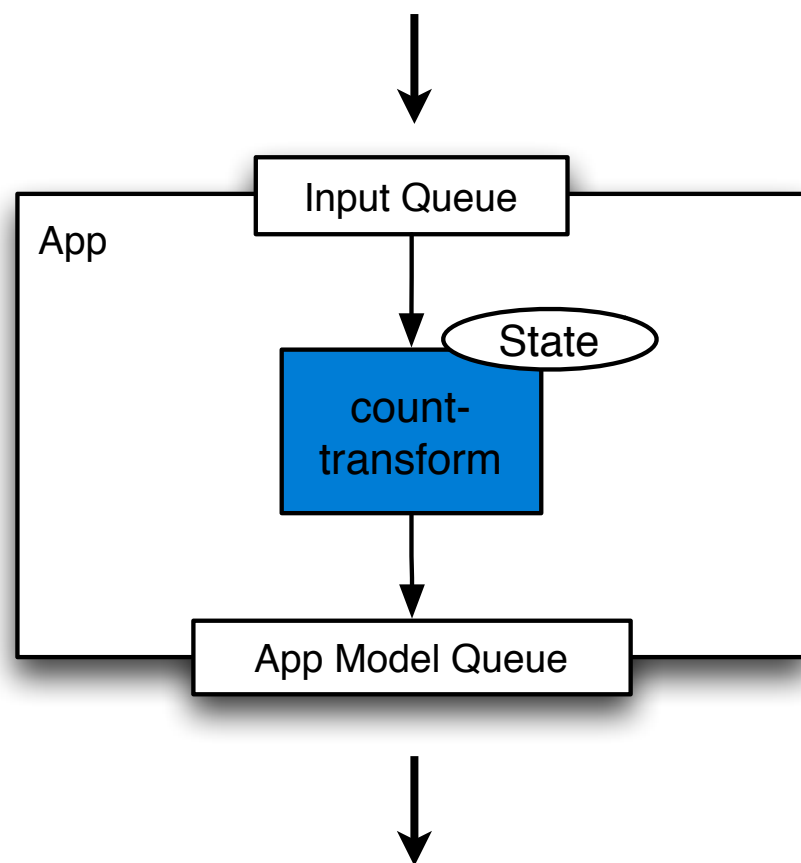 Input Queue
App
State
count-
transform
App Model Queue